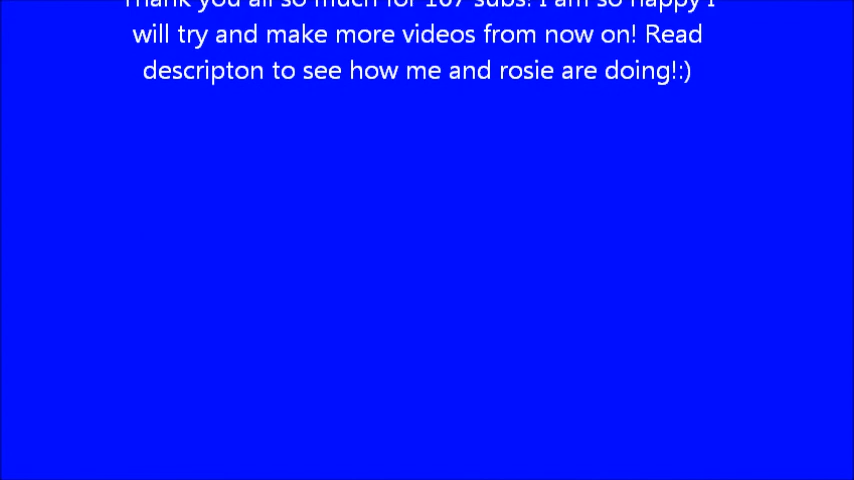 Thank you all so much for 167 subs! I am so happy I
will try and make more videos from now on! Read
descripton to see how me and rosie are doing!:)